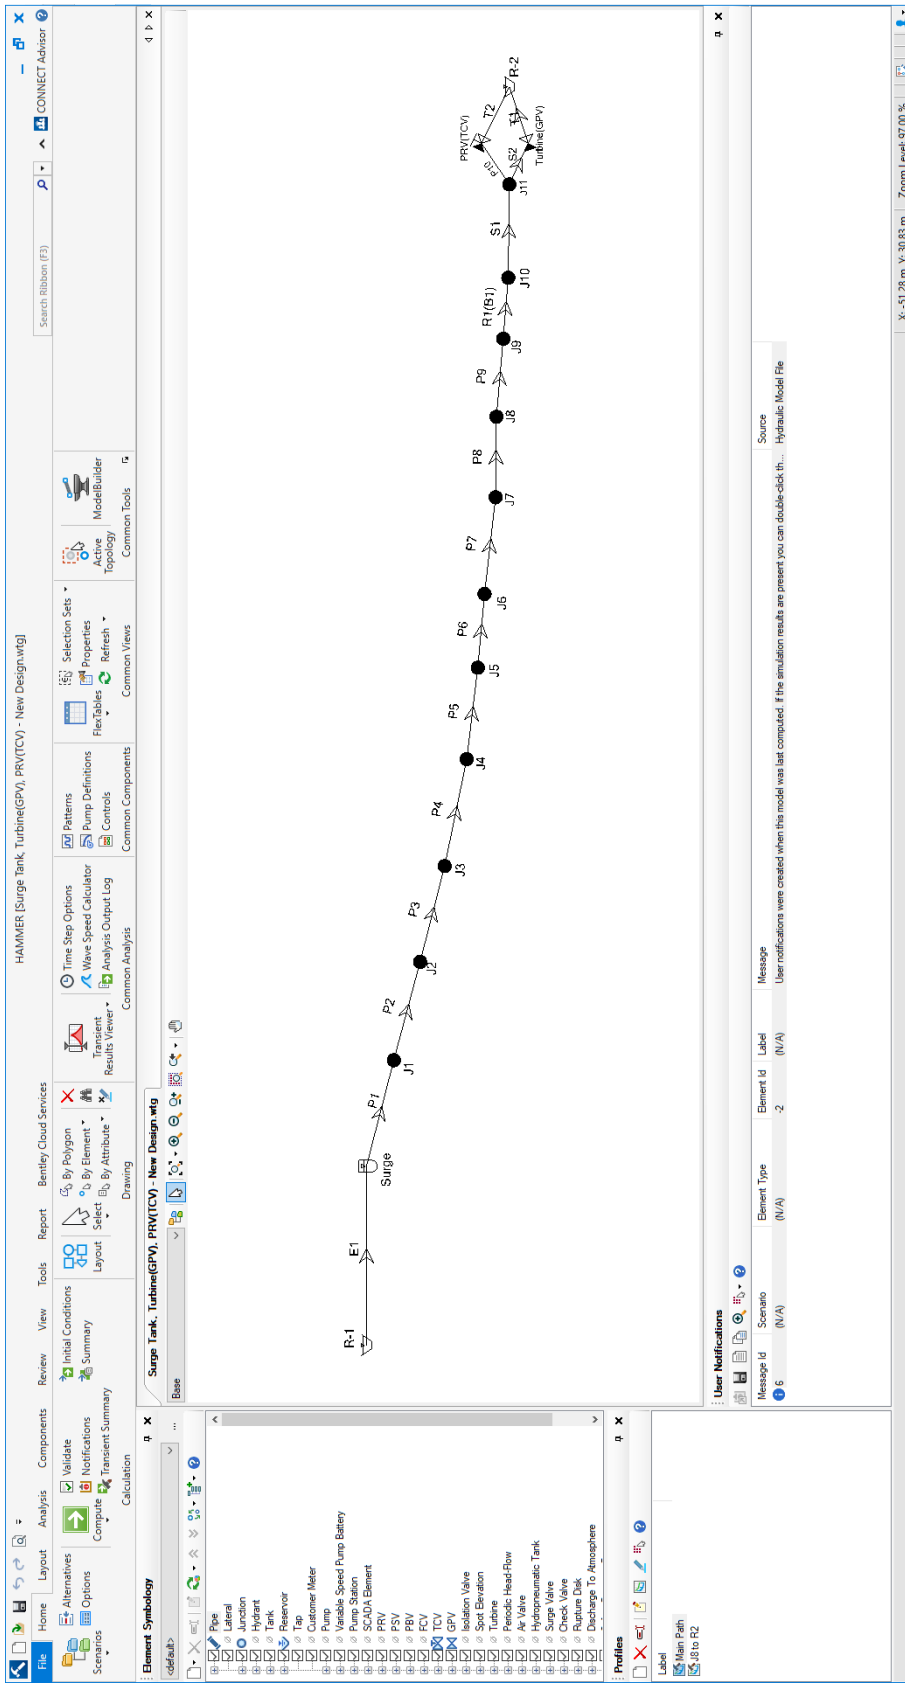 HAMMER [Surge Tank, Turbine(GPV), PRV(TCV) - New Design.wtg]
File Home Layout Analysis Components Review View Tools Report Bentley Cloud Services
Search Ribbon (F3)
CONNECT Advisor
Scenarios
Alternatives
Options
Compute
Validate
Notifications
Transient Summary
Initial Conditions
Summary
Calculation
Layout
Select
By Polygon
By Element
By Attribute
Drawing
Transient
Results Viewer
Time Step Options
Wave Speed Calculator
Analysis Output Log
Common Analysis
Patterns
Pump Definitions
Controls
Common Components
FlexTables
Selection Sets
Properties
Refresh
Common Views
Active
Topology
ModelBuilder
Common Tools
Element Symbology
<default>
Pipe
Lateral
Junction
Hydrant
Tank
Reservoir
Tap
Customer Meter
Pump
Variable Speed Pump Battery
Pump Station
SCADA Element
PRV
PSV
PBV
FCV
TCV
GPV
Isolation Valve
Spot Elevation
Turbine
Periodic Head-Flow
Air Valve
Hydropneumatic Tank
Surge Valve
Check Valve
Rupture Disk
Discharge To Atmosphere
Profiles
Label
Main Path
J8 to R2
Surge Tank, Turbine(GPV), PRV(TCV) - New Design.wtg
Base
R-1
E1
Surge
P1
J1
P2
J2
P3
J3
P4
J4
P5
J5
P6
J6
P7
J7
P8
J8
P9
J9
R1(B1)
J10
S1
J11
P10
S2
PRV(TCV)
Turbine(GPV)
T2
T1
R-2
User Notifications
Message Id Scenario Element Type Element Id Label Message Source
6 (N/A) (N/A) -2 (N/A) User notifications were created when this model was last computed. If the simulation results are present you can double-click th... Hydraulic Model File
X: -51.28 m, Y: 30.83 m Zoom Level: 97.00 %